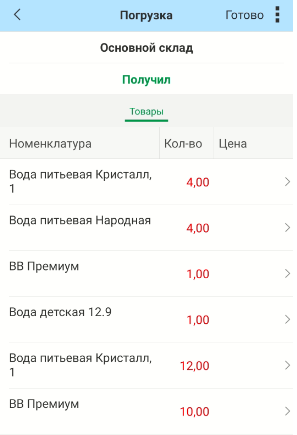 Погрузка Готово
Основной склад
Получил
Товары
Номенклатура Кол-во Цена
Вода питьевая Кристалл,
1 4,00
Вода питьевая Народная 4,00
ВВ Премиум 1,00
Вода детская 12.9 1,00
Вода питьевая Кристалл,
1 12,00
ВВ Премиум 10,00